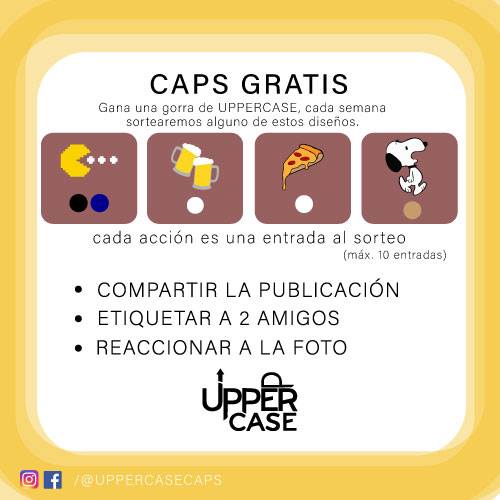 CAPS GRATIS
Gana una gorra de UPPERCASE, cada semana
sortearemos alguno de estos diseños.
cada acción es una entrada al sorteo
(máx. 10 entradas)
• COMPARTIR LA PUBLICACIÓN
• ETIQUETAR A 2 AMIGOS
• REACCIONAR A LA FOTO
UPPER
CASE
/@UPPERCASECAPS